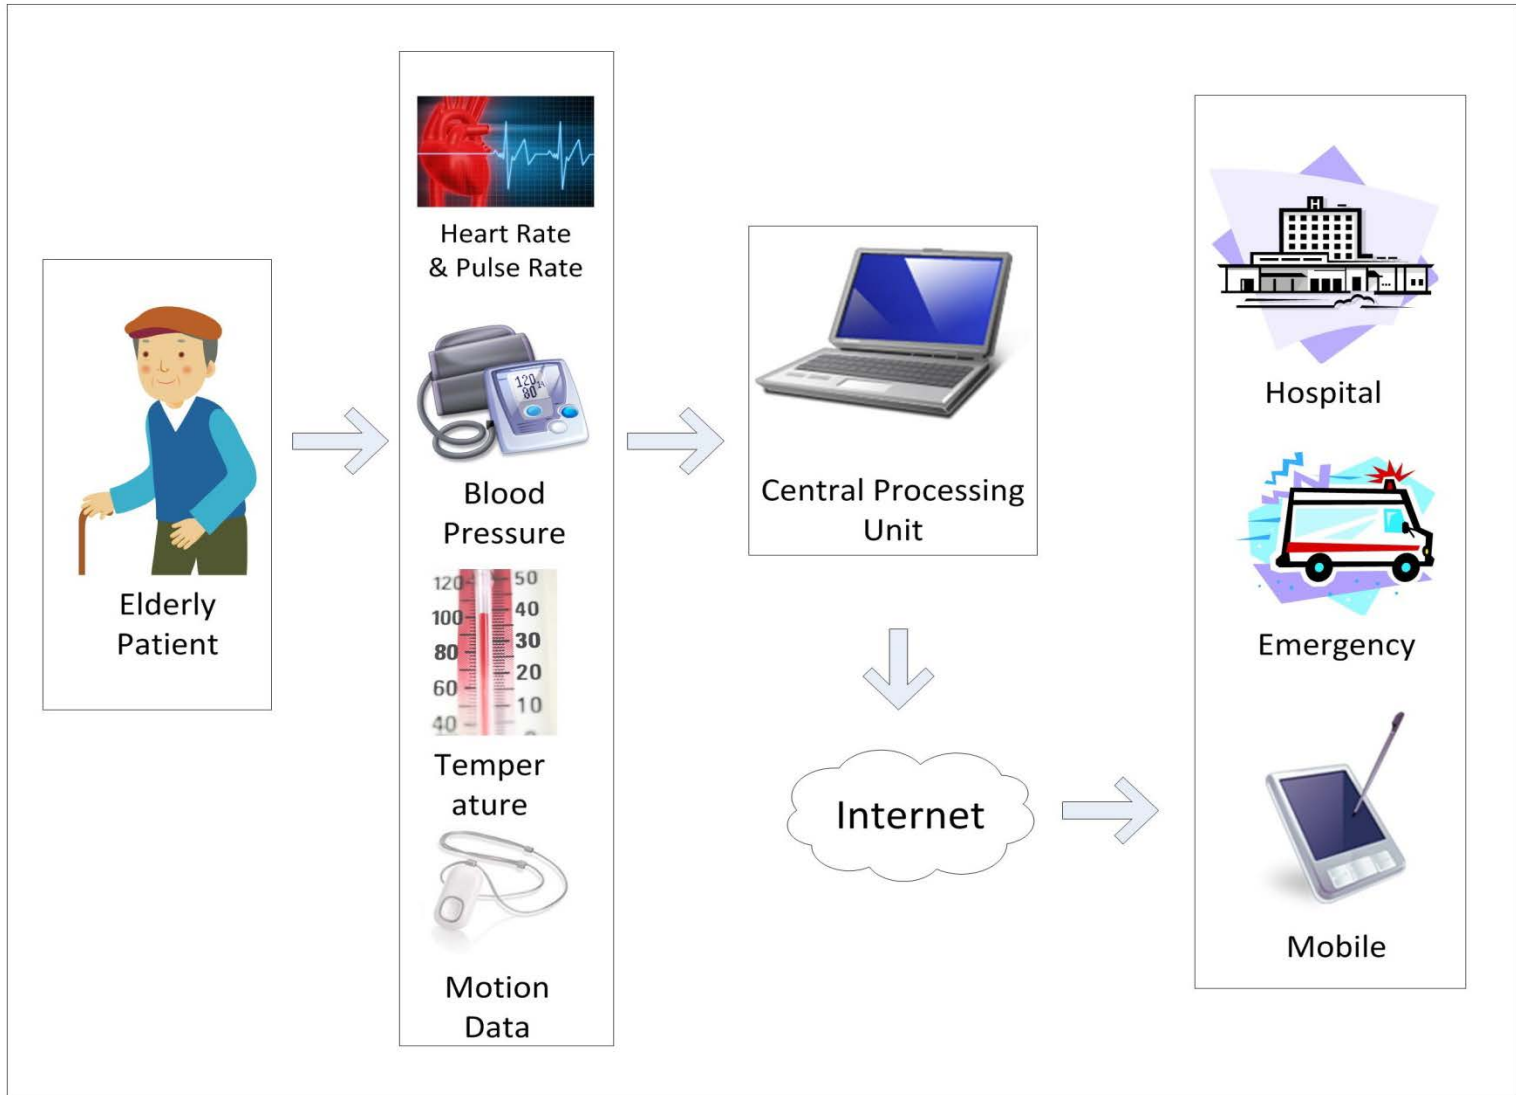 Elderly
Patient
Heart Rate
& Pulse Rate
120
80
Blood
Pressure
120 50
100 40
80 30
60 20
40 10
Temper
ature
Motion
Data
Central Processing
Unit
Internet
H
Hospital
Emergency
Mobile